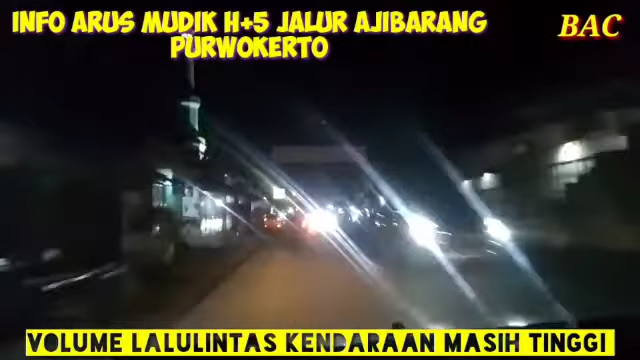 INFO ARUS MUDIK H+5 JALUR AJIBARANG
PURWOKERTO
BAC
VOLUME LALULINTAS KENDARAAN MASIH TINGGI